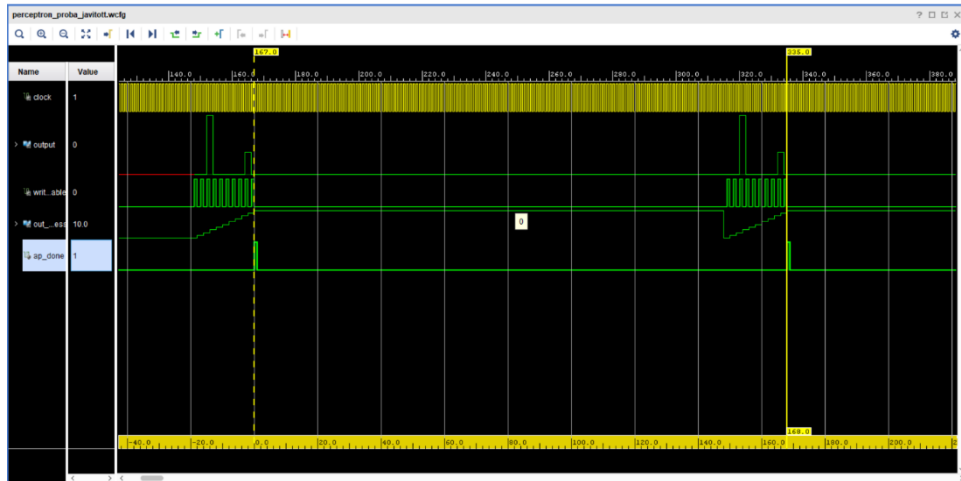 perceptron_proba_javitott.wcfg
167.0 335.0
Name Value
140.0 160.0 200.0 220.0 240.0 260.0 280.0 300.0 320.0 340.0 360.0 380.0
clock 1
output 0
writ...able 0
out_...ess 10.0
0
ap_done 1
168.0
-40.0 -20.0 0.0 20.0 40.0 60.0 80.0 100.0 120.0 140.0 160.0 180.0 200.0 2